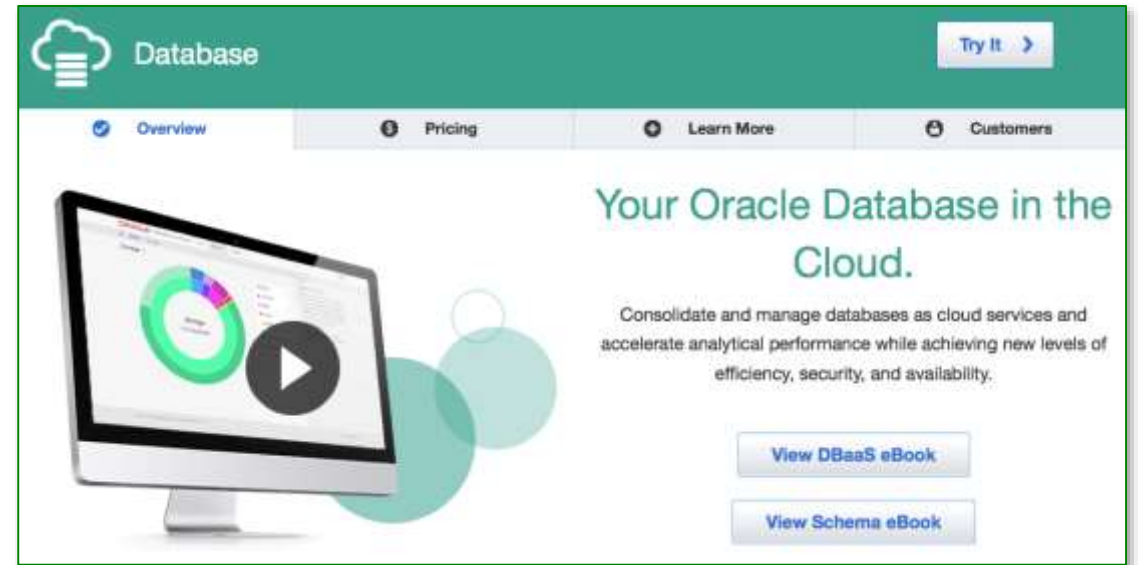 Database
Try It
Overview
Pricing
Learn More
Customers
Your Oracle Database in the
Cloud.
Consolidate and manage databases as cloud services and
accelerate analytical performance while achieving new levels of
efficiency, security, and availability.
View DBaaS eBook
View Schema eBook